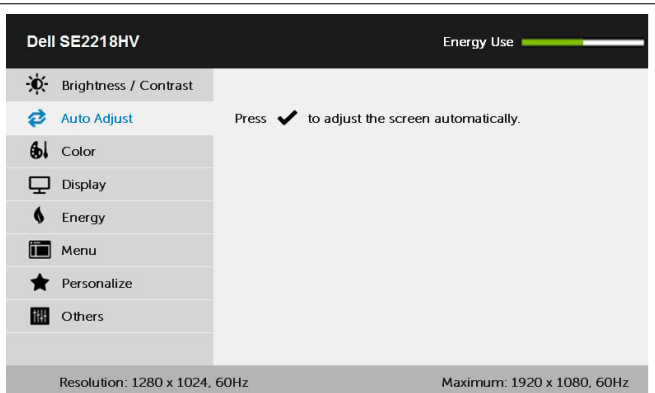 Dell SE2218HV
Energy Use
Brightness / Contrast
Auto Adjust
Press ✔ to adjust the screen automatically.
Color
Display
Energy
Menu
Personalize
Others
Resolution: 1280 x 1024, 60Hz
Maximum: 1920 x 1080, 60Hz